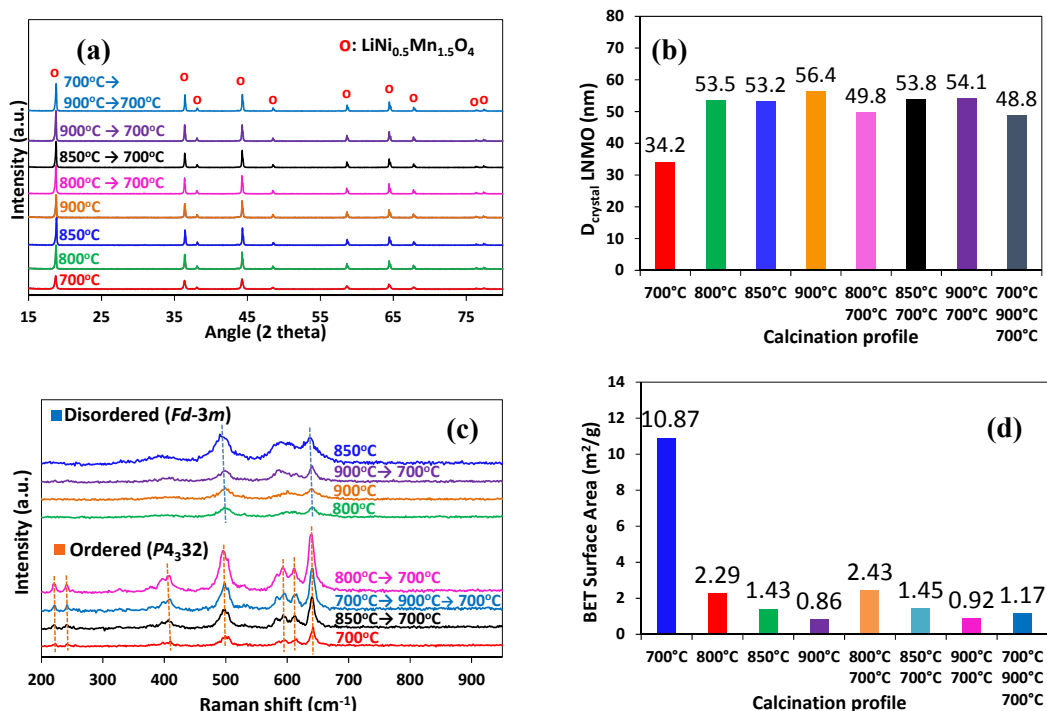 (a)
O: LiNi0.5Mn1.5O4
O O O O O O O O O O
700°C→
900°C→700°C
900°C → 700°C
850°C → 700°C
800°C → 700°C
900°C
850°C
800°C
700°C
Intensity (a.u.)
15 25 35 45 55 65 75
Angle (2 theta)
(b)
80
70
60
50
40
30
20
10
0
Dcrystal LNMO (nm)
34.2 53.5 53.2 56.4 49.8 53.8 54.1 48.8
700°C 800°C 850°C 900°C 800°C 850°C 900°C 700°C
700°C 700°C 700°C 900°C
700°C
Calcination profile
Disordered (Fd-3m)
(c)
850°C
900°C→ 700°C
900°C
800°C
Ordered (P4332)
800°C→ 700°C
700°C→ 900°C→ 700°C
850°C→ 700°C
700°C
Intensity (a.u.)
200 300 400 500 600 700 800 900
Raman shift (cm-1)
(d)
14
12
10
8
6
4
2
0
BET Surface Area (m2/g)
10.87 2.29 1.43 0.86 2.43 1.45 0.92 1.17
700°C 800°C 850°C 900°C 800°C 850°C 900°C 700°C
700°C 700°C 700°C 900°C
700°C
Calcination profile